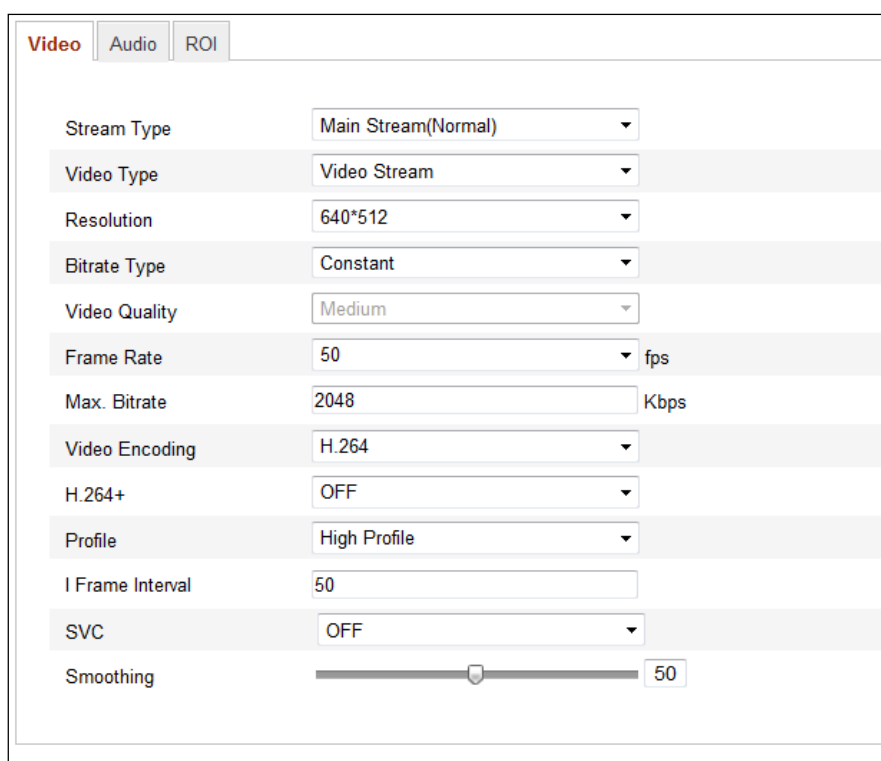 Video Audio ROI
Stream Type Main Stream(Normal)
Video Type Video Stream
Resolution 640*512
Bitrate Type Constant
Video Quality Medium
Frame Rate 50 fps
Max. Bitrate 2048 Kbps
Video Encoding H.264
H.264+ OFF
Profile High Profile
I Frame Interval 50
SVC OFF
Smoothing 50